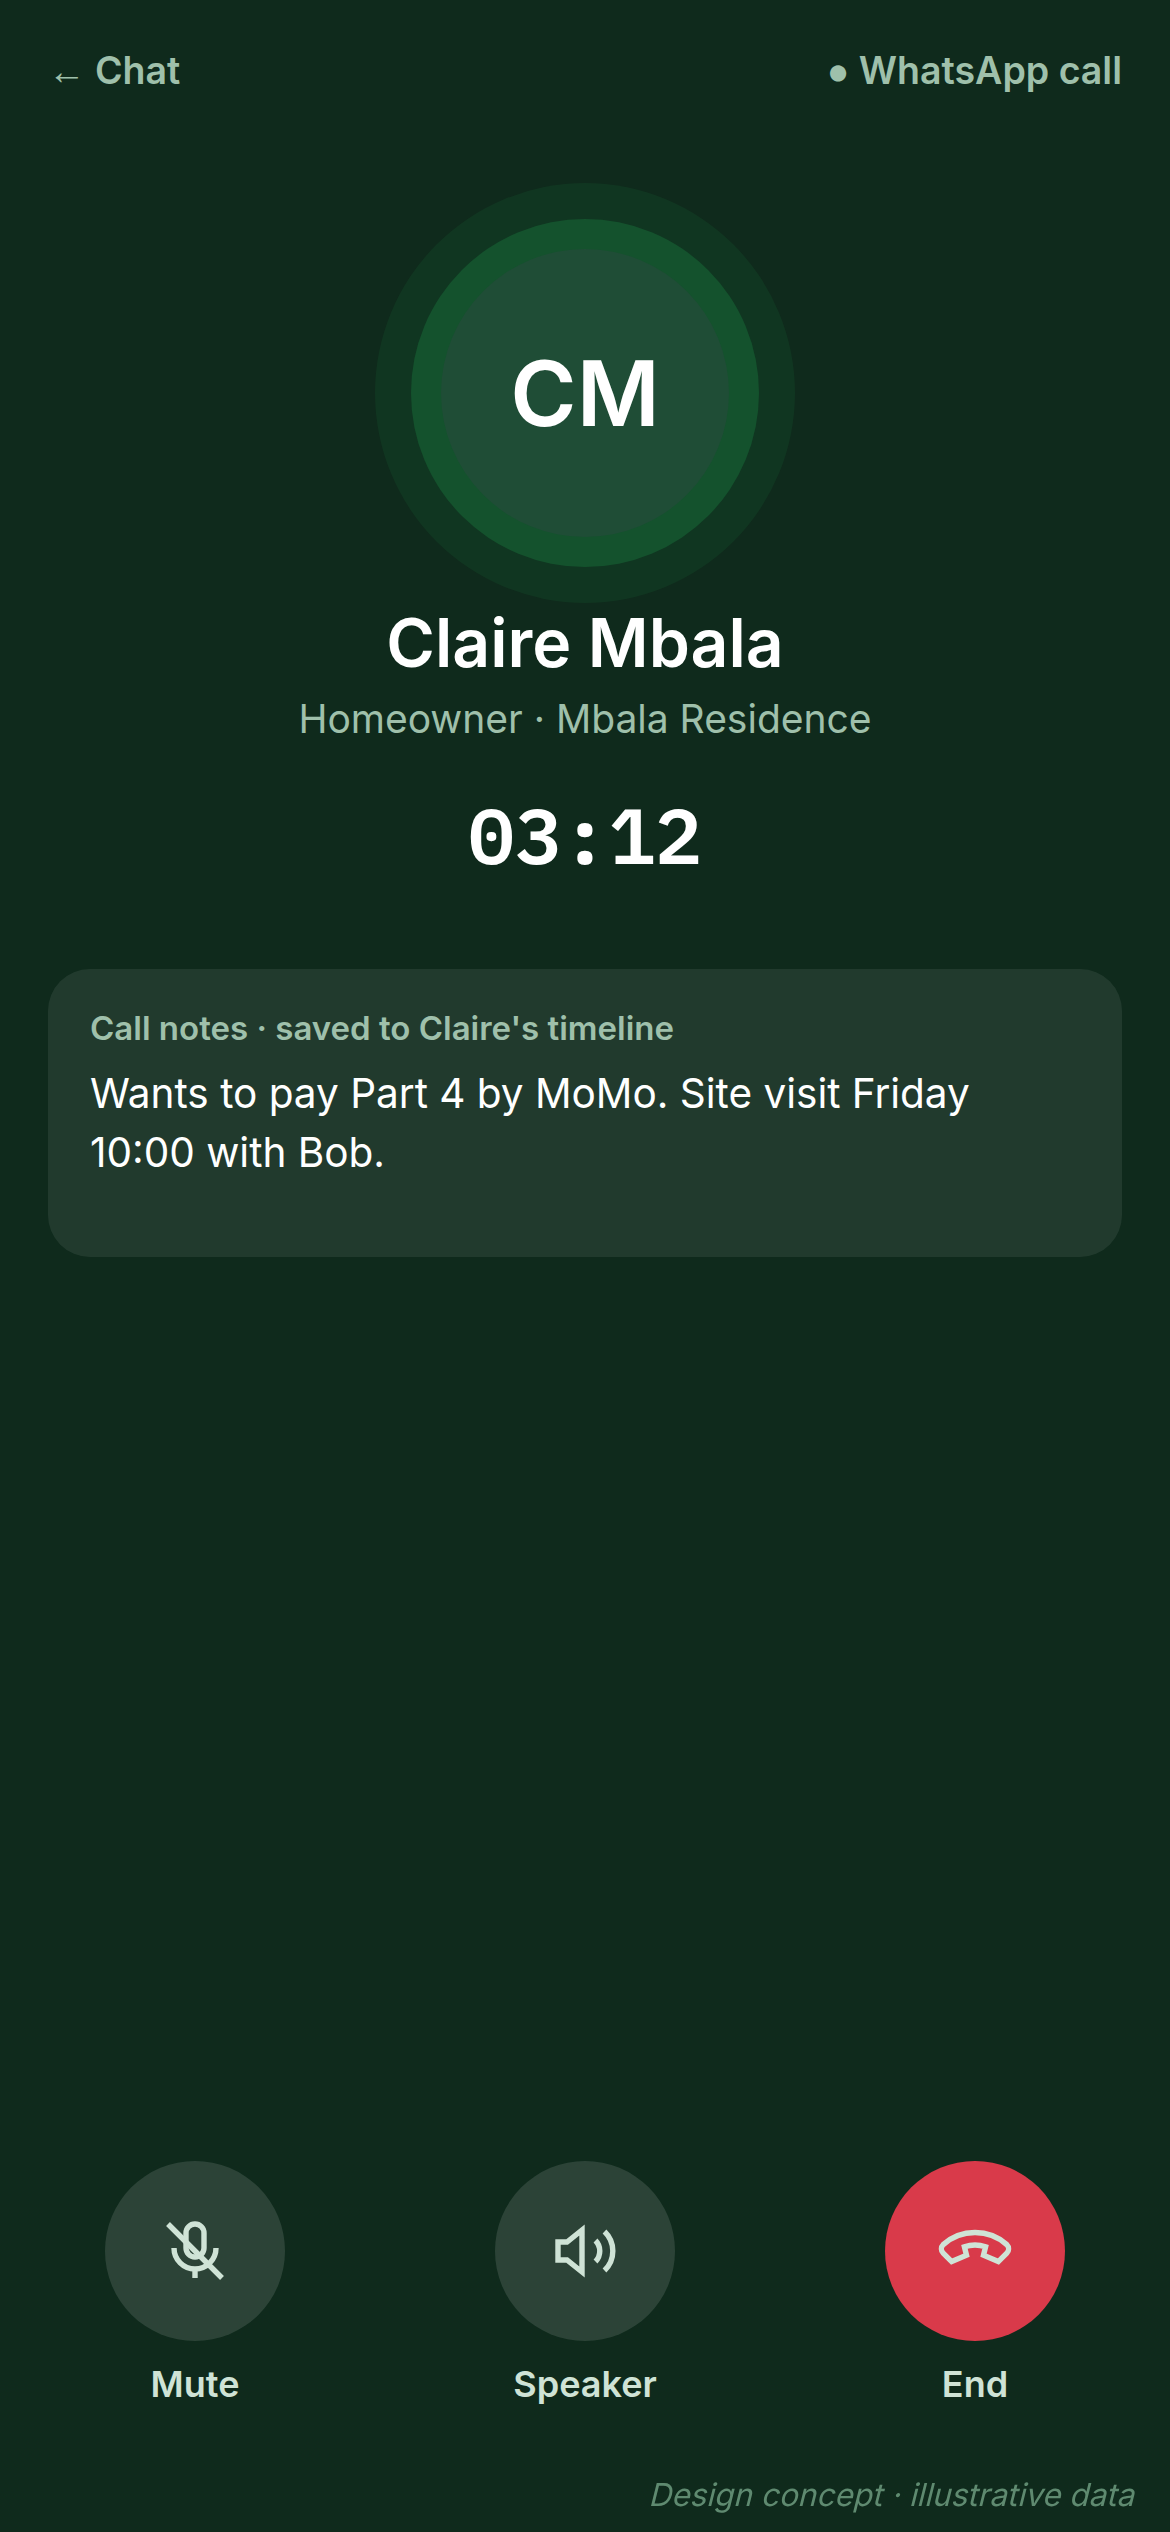 ← Chat
● WhatsApp call
CM
Claire Mbala
Homeowner · Mbala Residence
03:12
Call notes · saved to Claire's timeline
Wants to pay Part 4 by MoMo. Site visit Friday
10:00 with Bob.
Mute
Speaker
End
Design concept · illustrative data